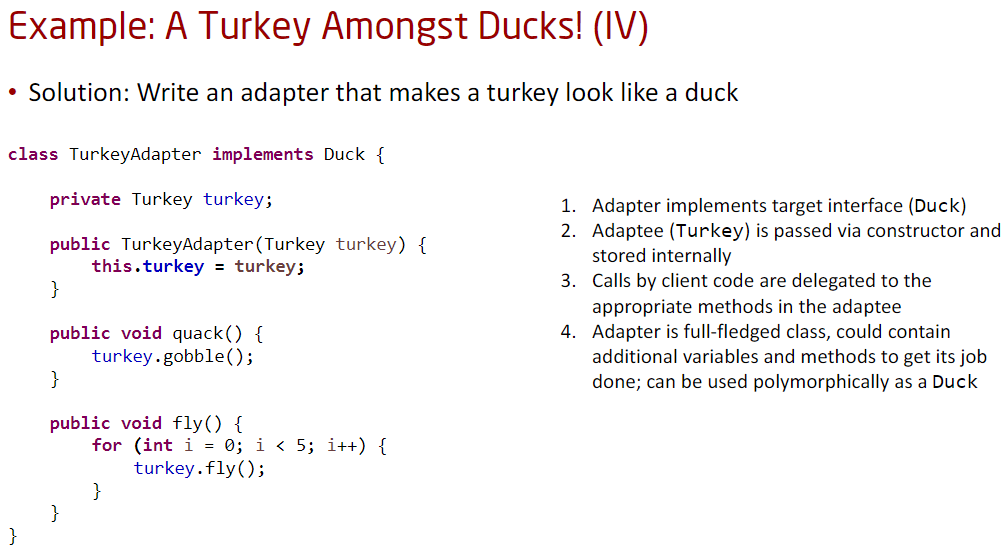 Example: A Turkey Amongst Ducks! (IV)
• Solution: Write an adapter that makes a turkey look like a duck
class TurkeyAdapter implements Duck {
private Turkey turkey;
public TurkeyAdapter(Turkey turkey) {
this.turkey = turkey;
}
public void quack() {
turkey.gobble();
}
public void fly() {
for (int i = 0; i < 5; i++) {
turkey.fly();
}
}
}
1. Adapter implements target interface (Duck)
2. Adaptee (Turkey) is passed via constructor and
stored internally
3. Calls by client code are delegated to the
appropriate methods in the adaptee
4. Adapter is full-fledged class, could contain
additional variables and methods to get its job
done; can be used polymorphically as a Duck